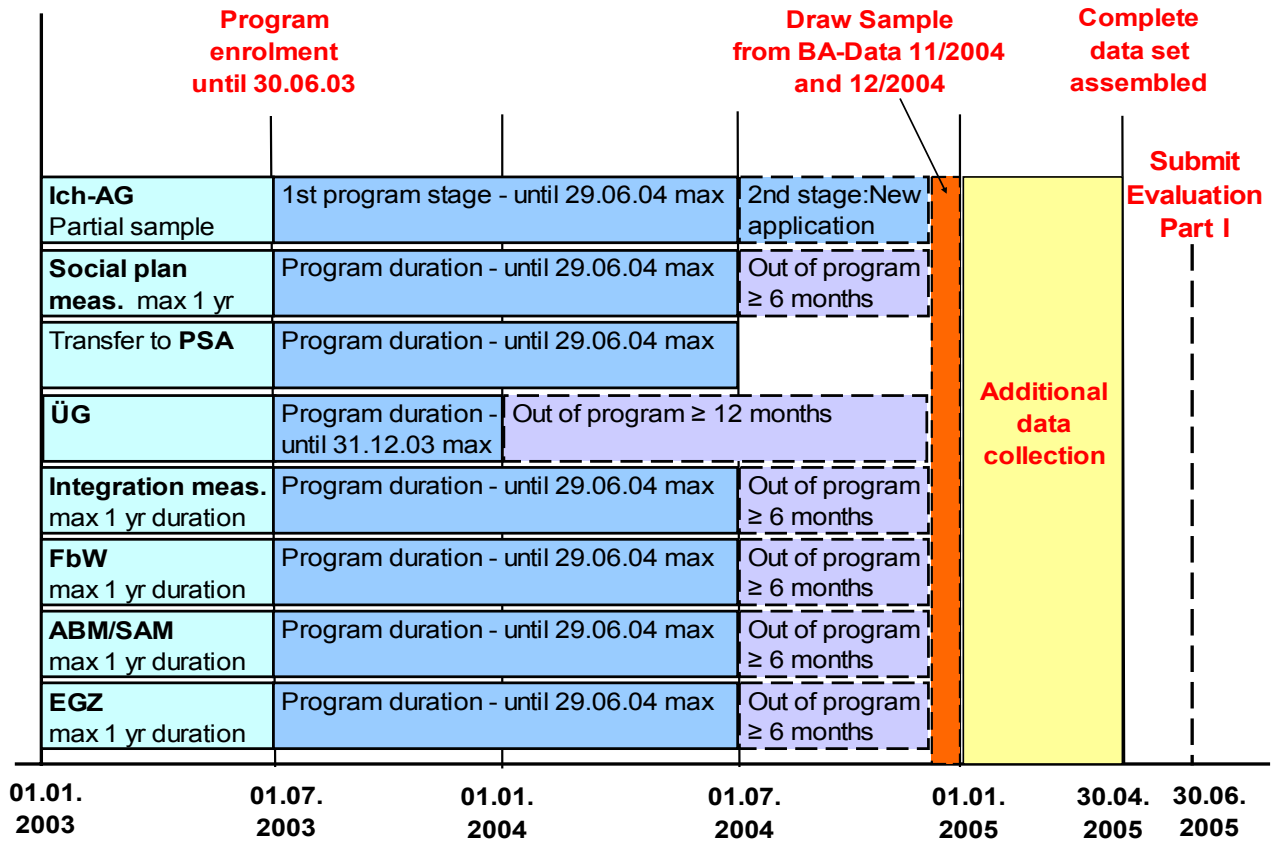 Program
enrolment
until 30.06.03
Draw Sample
from BA-Data 11/2004
and 12/2004
Complete
data set
assembled
Submit
Evaluation
Part I
Ich-AG
Partial sample
1st program stage - until 29.06.04 max
2nd stage:New
application
Social plan
meas. max 1 yr
Program duration - until 29.06.04 max
Out of program
≥ 6 months
Transfer to PSA
Program duration - until 29.06.04 max
ÜG
Program duration -
until 31.12.03 max
Out of program ≥ 12 months
Integration meas.
max 1 yr duration
Program duration - until 29.06.04 max
Out of program
≥ 6 months
FbW
max 1 yr duration
Program duration - until 29.06.04 max
Out of program
≥ 6 months
ABM/SAM
max 1 yr duration
Program duration - until 29.06.04 max
Out of program
≥ 6 months
EGZ
max 1 yr duration
Program duration - until 29.06.04 max
Out of program
≥ 6 months
Additional
data
collection
01.01.
2003
01.07.
2003
01.01.
2004
01.07.
2004
01.01.
2005
30.04.
2005
30.06.
2005